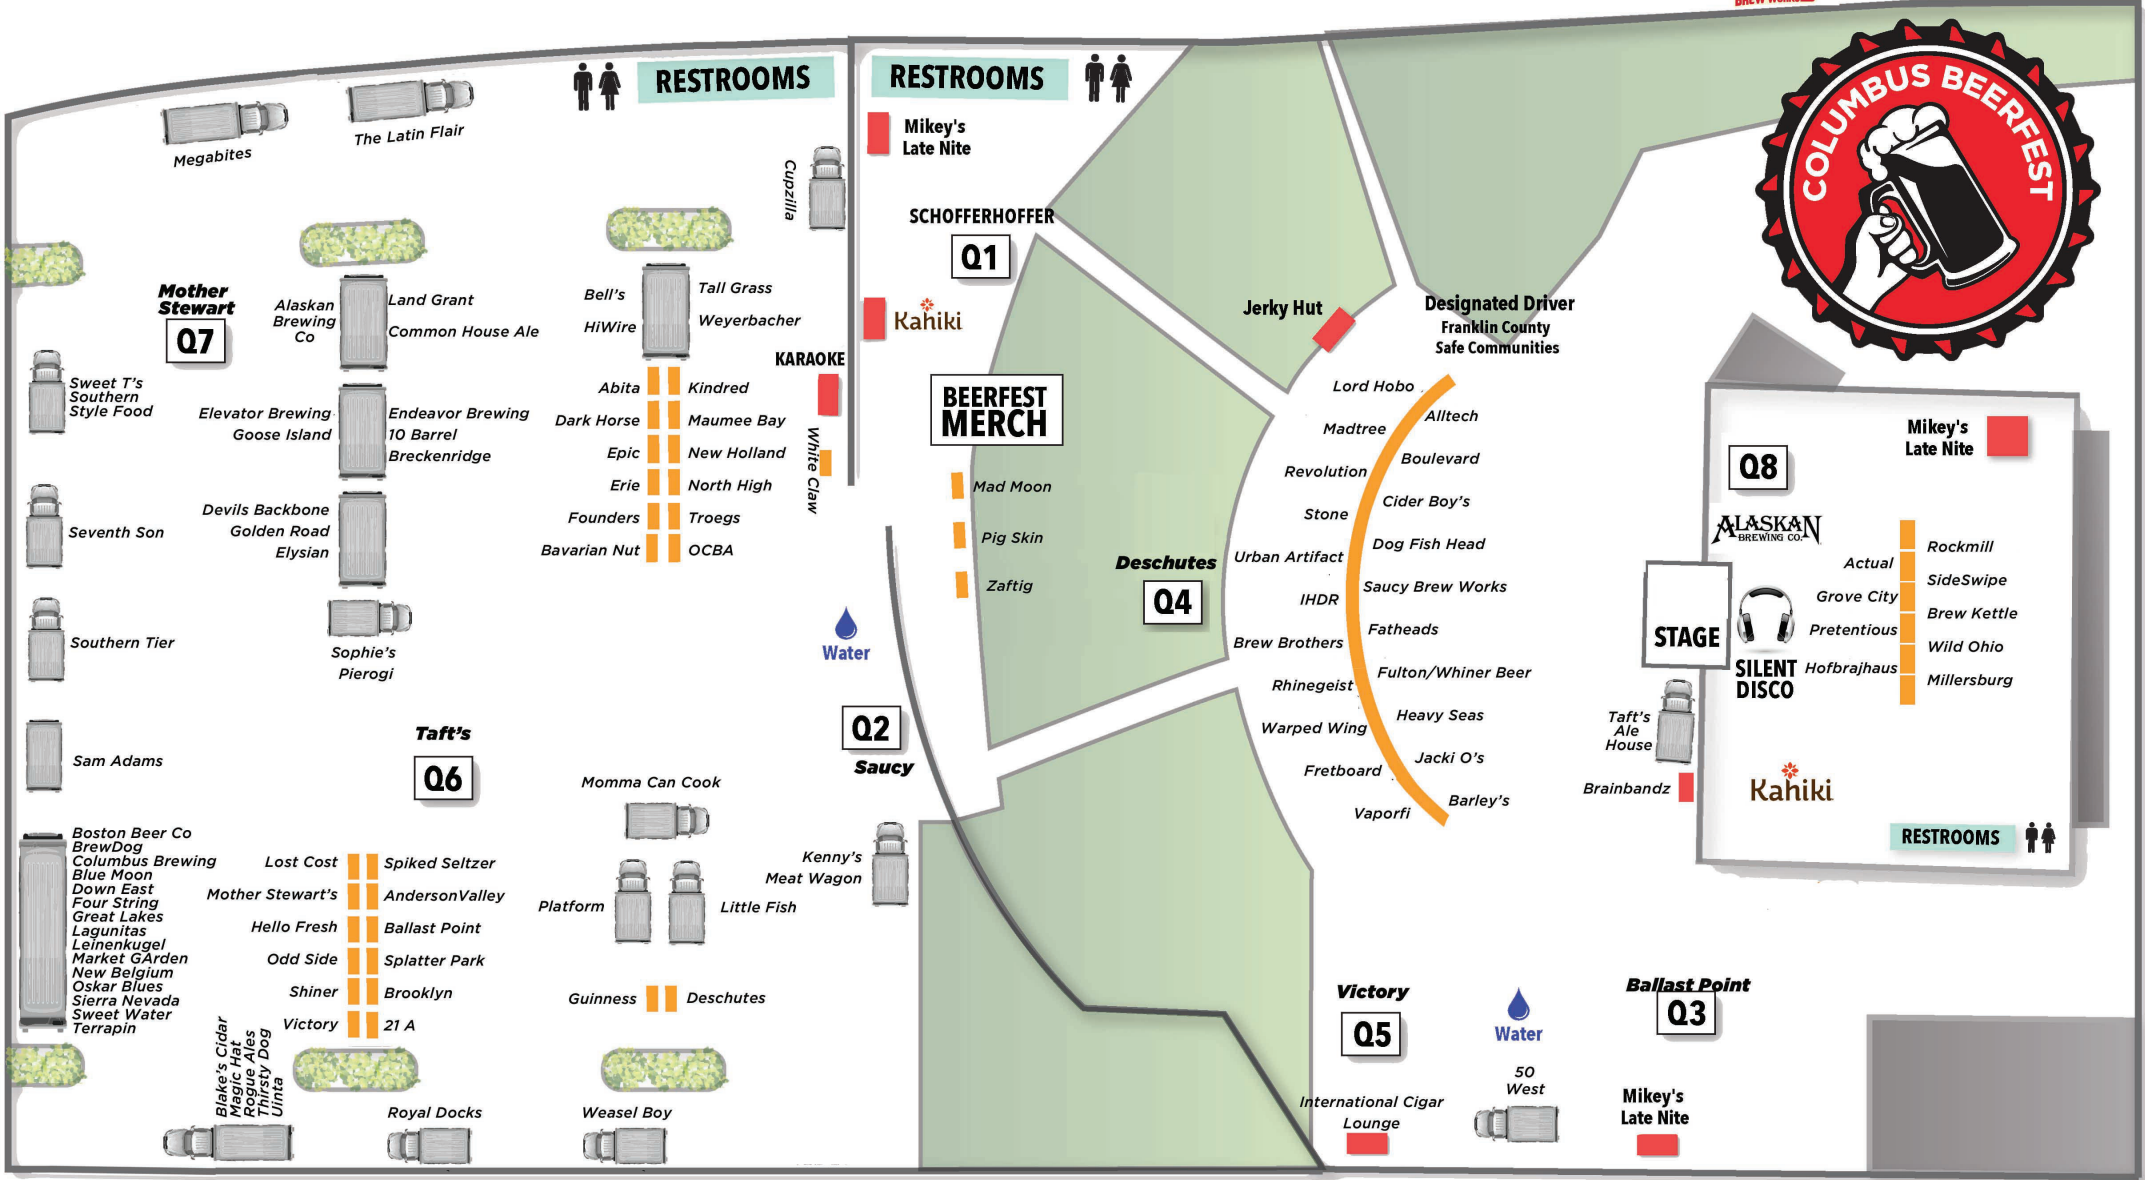 BREW WORKS
COLUMBUS BEERFEST
RESTROOMS
RESTROOMS
Megabites
The Latin Flair
Cupzilla
Mikey's
Late Nite
SCHOFFERHOFFER
Q1
Kahiki
Mother
Stewart
Q7
Alaskan
Brewing
Co
Land Grant
Common House Ale
Bell's
HiWire
Tall Grass
Weyerbacher
KARAOKE
White Claw
Sweet T's
Southern
Style Food
Elevator Brewing
Goose Island
Endeavor Brewing
10 Barrel
Breckenridge
Devils Backbone
Golden Road
Elysian
Sophie's
Pierogi
Abita
Dark Horse
Epic
Erie
Founders
Bavarian Nut
Kindred
Maumee Bay
New Holland
North High
Troegs
OCBA
Seventh Son
Southern Tier
Sam Adams
BEERFEST
MERCH
Mad Moon
Pig Skin
Zaftig
Water
Q2
Saucy
Deschutes
Q4
Jerky Hut
Designated Driver
Franklin County
Safe Communities
Lord Hobo
Madtree
Revolution
Stone
Urban Artifact
IHDR
Brew Brothers
Rhinegeist
Warped Wing
Fretboard
Vaporfi
Alltech
Boulevard
Cider Boy's
Dog Fish Head
Saucy Brew Works
Fatheads
Fulton/Whiner Beer
Heavy Seas
Jacki O's
Barley's
Mikey's
Late Nite
Q8
ALASKAN
BREWING CO.
STAGE
SILENT
DISCO
Actual
Grove City
Pretentious
Hofbrajhaus
Rockmill
SideSwipe
Brew Kettle
Wild Ohio
Millersburg
Taft's
Ale
House
Brainbandz
Kahiki
RESTROOMS
Taft's
Q6
Boston Beer Co
BrewDog
Columbus Brewing
Blue Moon
Down East
Four String
Great Lakes
Lagunitas
Leinenkugel
Market GArden
New Belgium
Oskar Blues
Sierra Nevada
Sweet Water
Terrapin
Lost Cost
Mother Stewart's
Hello Fresh
Odd Side
Shiner
Victory
Spiked Seltzer
AndersonValley
Ballast Point
Splatter Park
Brooklyn
21 A
Momma Can Cook
Platform
Little Fish
Kenny's
Meat Wagon
Guinness
Deschutes
Blake's Cidar
Magic Hat
Rogue Ales
Thirsty Dog
Uinta
Royal Docks
Weasel Boy
Victory
Q5
Water
Ballast Point
Q3
International Cigar
Lounge
50
West
Mikey's
Late Nite